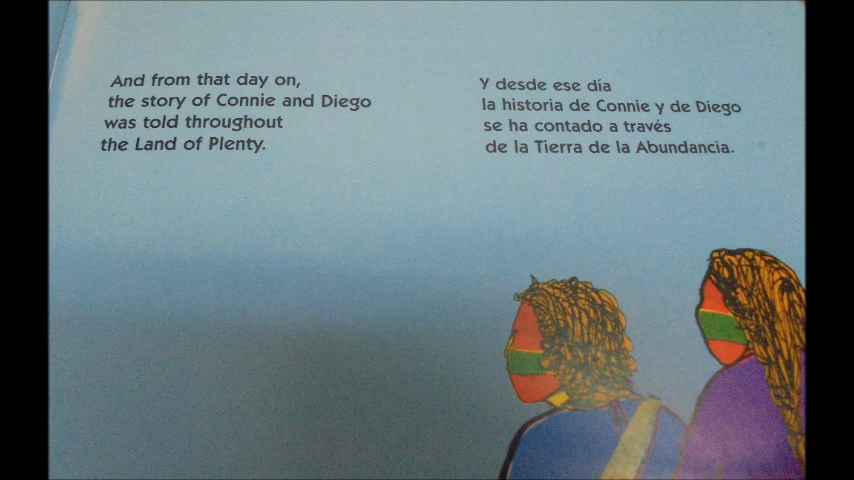 And from that day on,
the story of Connie and Diego
was told throughout
the Land of Plenty.
Y desde ese día
la historia de Connie y de Diego
se ha contado a través
de la Tierra de la Abundancia.